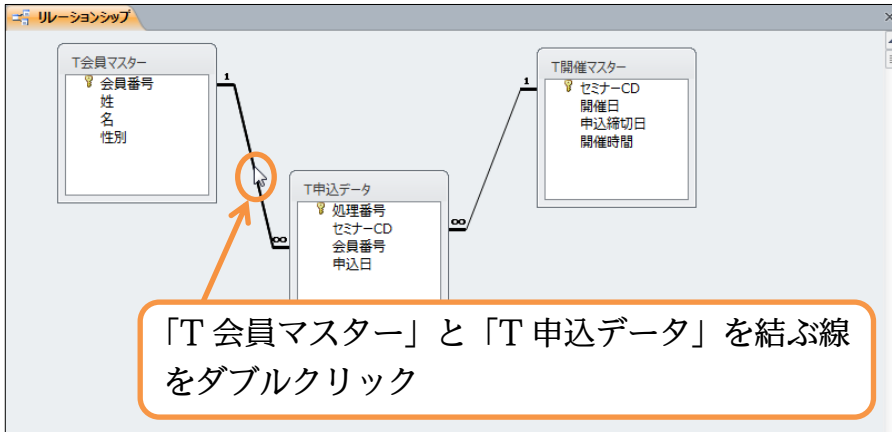 リレーションシップ
T会員マスター
会員番号
姓
名
性別
1
∞
T申込データ
処理番号
セミナーCD
会員番号
申込日
∞
1
T開催マスター
セミナーCD
開催日
申込締切日
開催時間
「T 会員マスター」と「T 申込データ」を結ぶ線
をダブルクリック